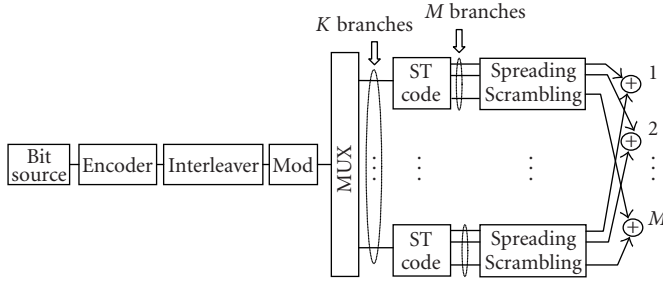 K branches
M branches
ST
code
Spreading
Scrambling
1
2
M
Bit
source
Encoder
Interleaver
Mod
MUX
ST
code
Spreading
Scrambling